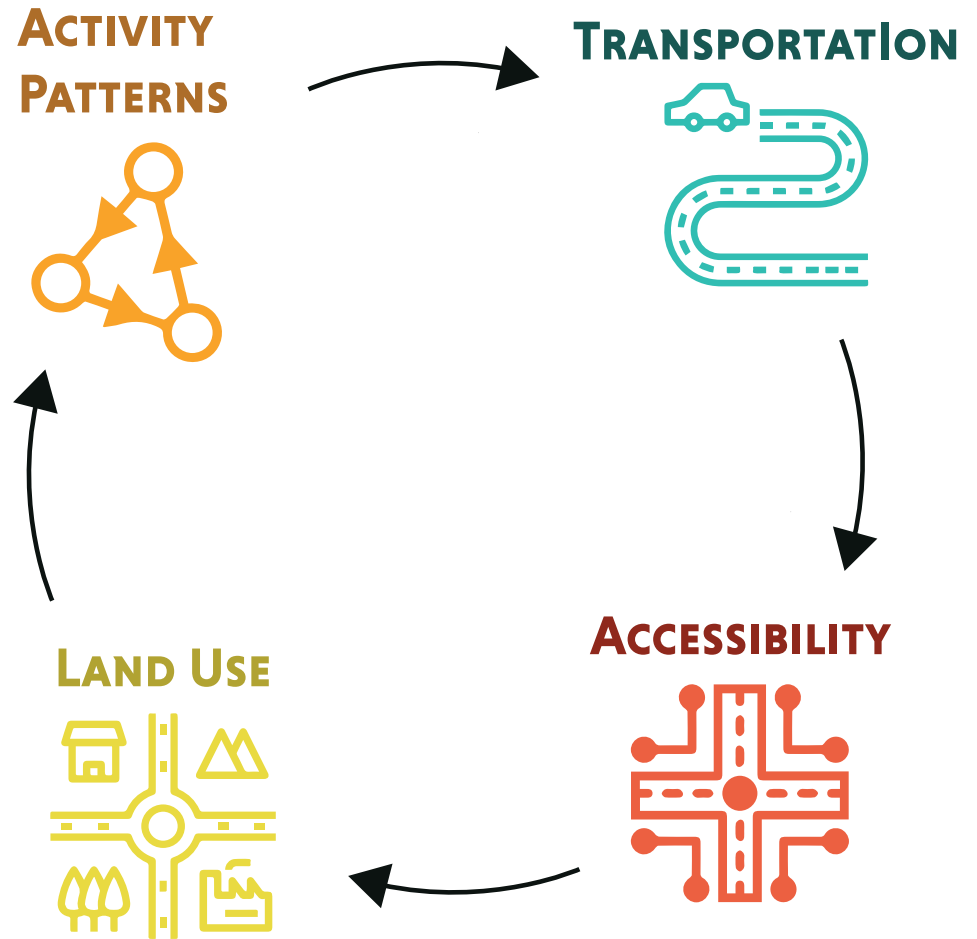 Activity
Patterns
Transportation
Accessibility
Land Use